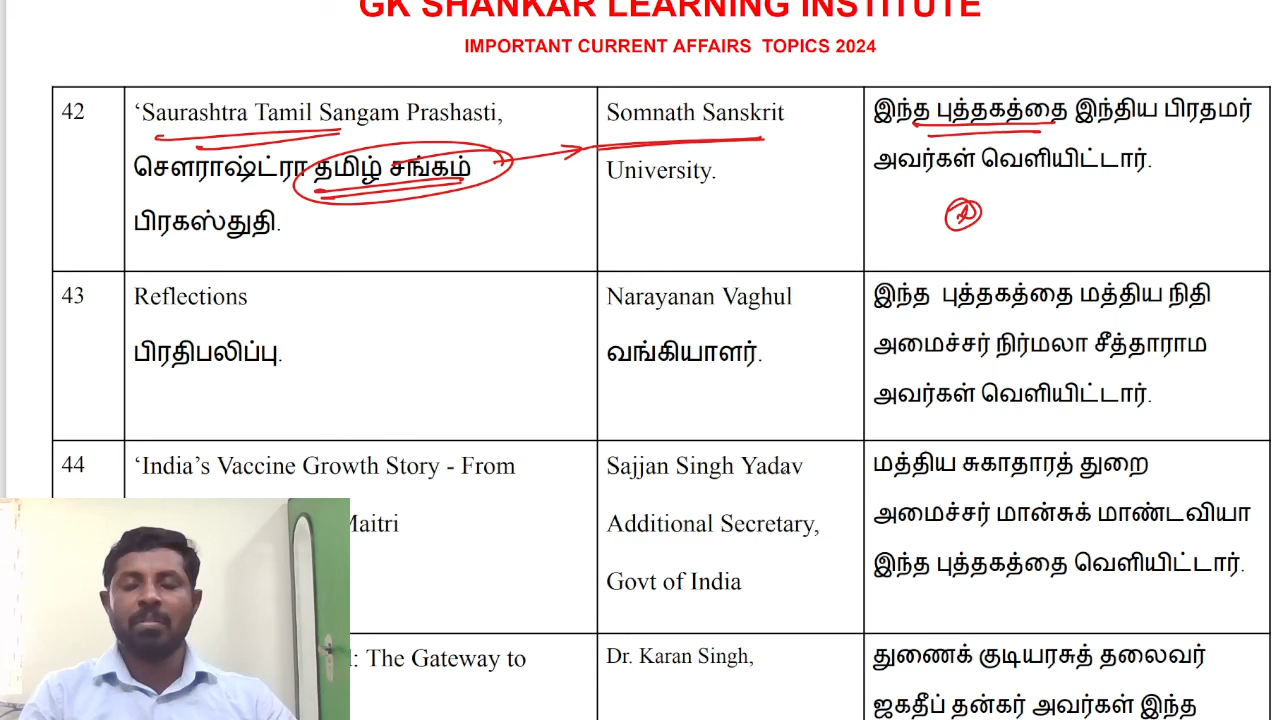 GK SHANKAR LEARNING INSTITUTE
IMPORTANT CURRENT AFFAIRS TOPICS 2024
42
‘Saurashtra Tamil Sangam Prashasti,
சௌராஷ்ட்ரா தமிழ் சங்கம்
பிரகஸ்துதி.
Somnath Sanskrit
University.
இந்த புத்தகத்தை இந்திய பிரதமர்
அவர்கள் வெளியிட்டார்.
43
Reflections
பிரதிபலிப்பு.
Narayanan Vaghul
வங்கியாளர்.
இந்த புத்தகத்தை மத்திய நிதி
அமைச்சர் நிர்மலா சீத்தாராம
அவர்கள் வெளியிட்டார்.
44
‘India’s Vaccine Growth Story - From
Maitri
Sajjan Singh Yadav
Additional Secretary,
Govt of India
மத்திய சுகாதாரத் துறை
அமைச்சர் மான்சுக் மாண்டவியா
இந்த புத்தகத்தை வெளியிட்டார்.
: The Gateway to
Dr. Karan Singh,
துணைக் குடியரசுத் தலைவர்
ஜகதீப் தன்கர் அவர்கள் இந்த